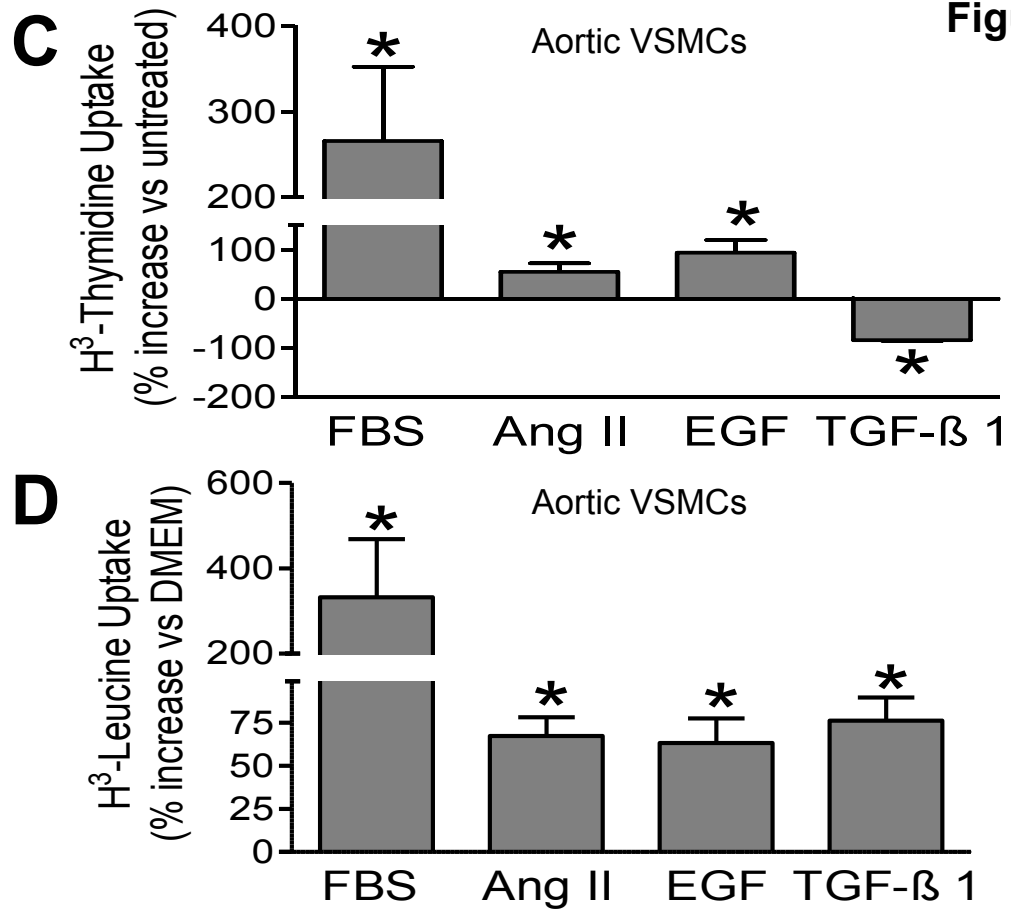 C
Figu
H³-Thymidine Uptake
(% increase vs untreated)
Aortic VSMCs
400
300
200
100
0
-100
-200
*
*
*
*
FBS
Ang II
EGF
TGF-ß 1
D
H³-Leucine Uptake
(% increase vs DMEM)
Aortic VSMCs
600
400
200
75
50
25
0
*
*
*
*
FBS
Ang II
EGF
TGF-ß 1